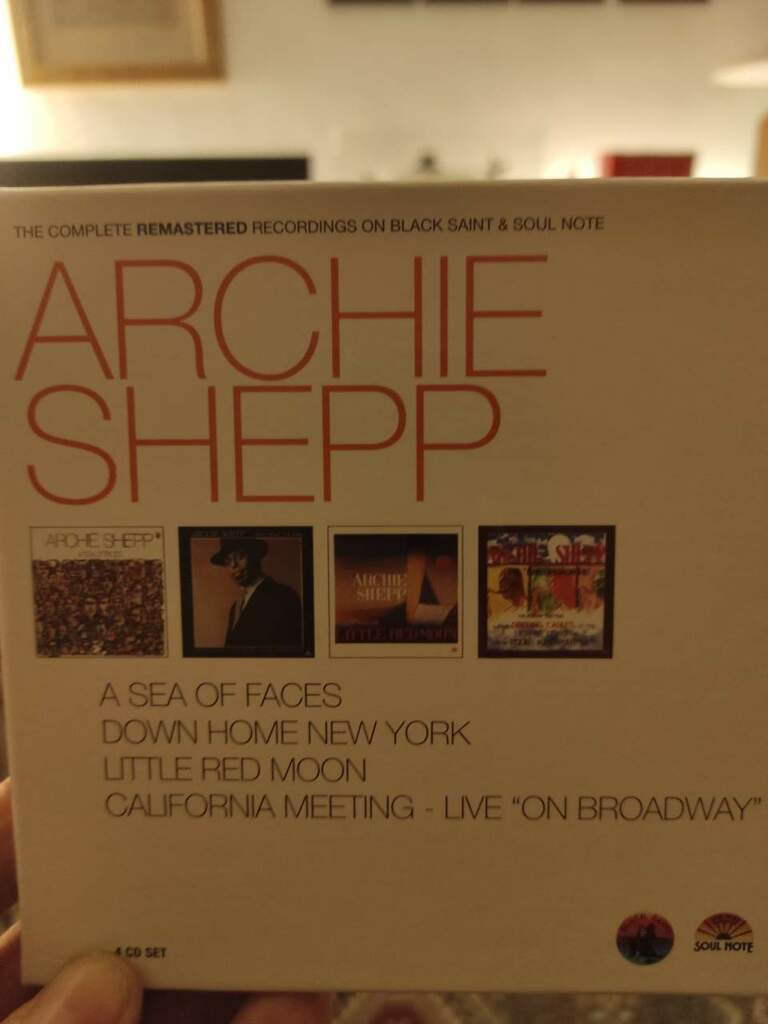 THE COMPLETE REMASTERED RECORDINGS ON BLACK SAINT & SOUL NOTE
ARCHIE
SHEPP
ARCHIE SHEPP
ARCHIE
SHEPP
LITTLE RED MOON
ARCHIE SHEPP
A SEA OF FACES
DOWN HOME NEW YORK
LITTLE RED MOON
CALIFORNIA MEETING - LIVE "ON BROADWAY"
4 CD SET
SOUL NOTE